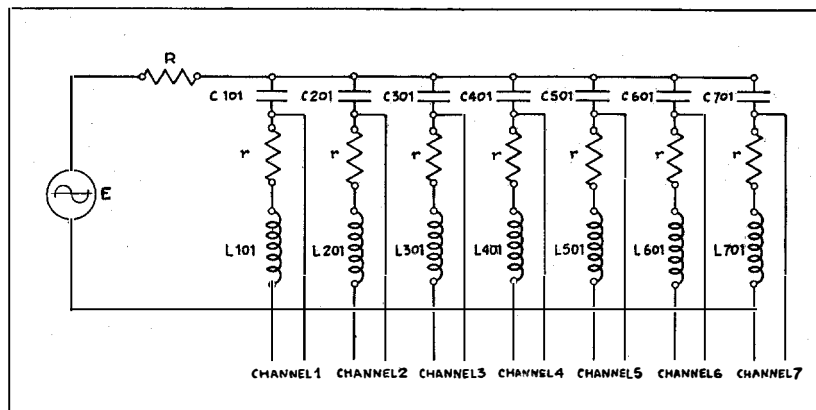 R
C101 C201 C301 C401 C501 C601 C701
r r r r r r r
E
L101 L201 L301 L401 L501 L601 L701
CHANNEL1 CHANNEL2 CHANNEL3 CHANNEL4 CHANNEL5 CHANNEL6 CHANNEL7